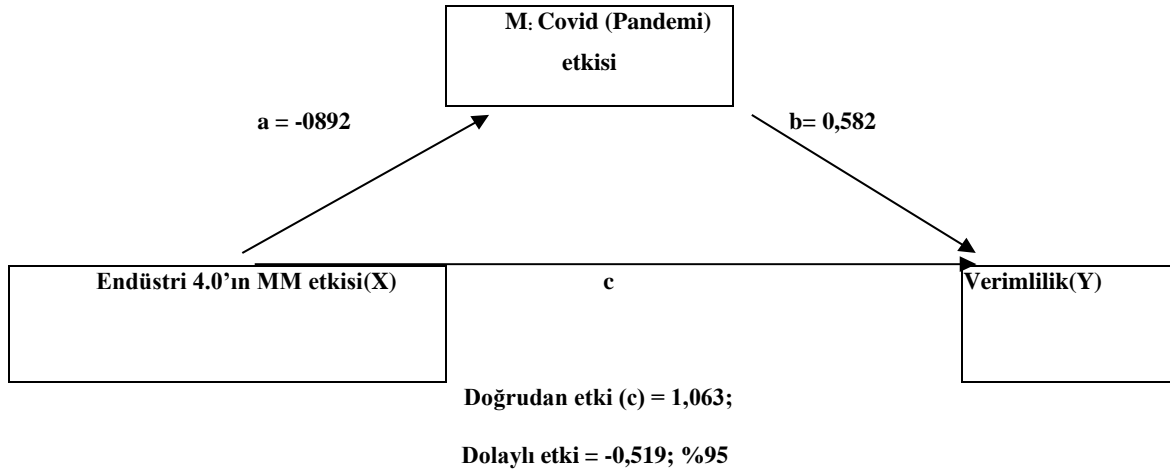 M: Covid (Pandemi)
etkisi
a = -0892
b= 0,582
Endüstri 4.0’ın MM etkisi(X)
c
Verimlilik(Y)
Doğrudan etki (c) = 1,063;
Dolaylı etki = -0,519; %95